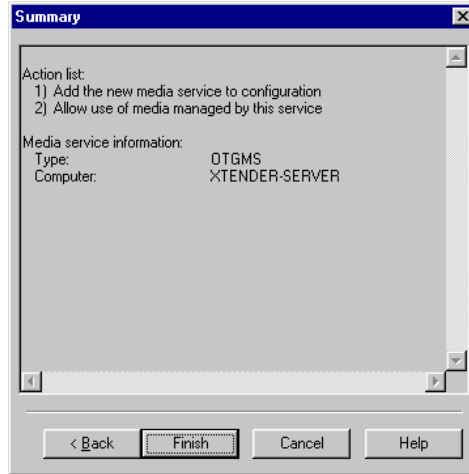 Summary
Action list:
1) Add the new media service to configuration
2) Allow use of media managed by this service
Media service information:
Type: OTGMS
Computer: XTENDER-SERVER
< Back Finish Cancel Help